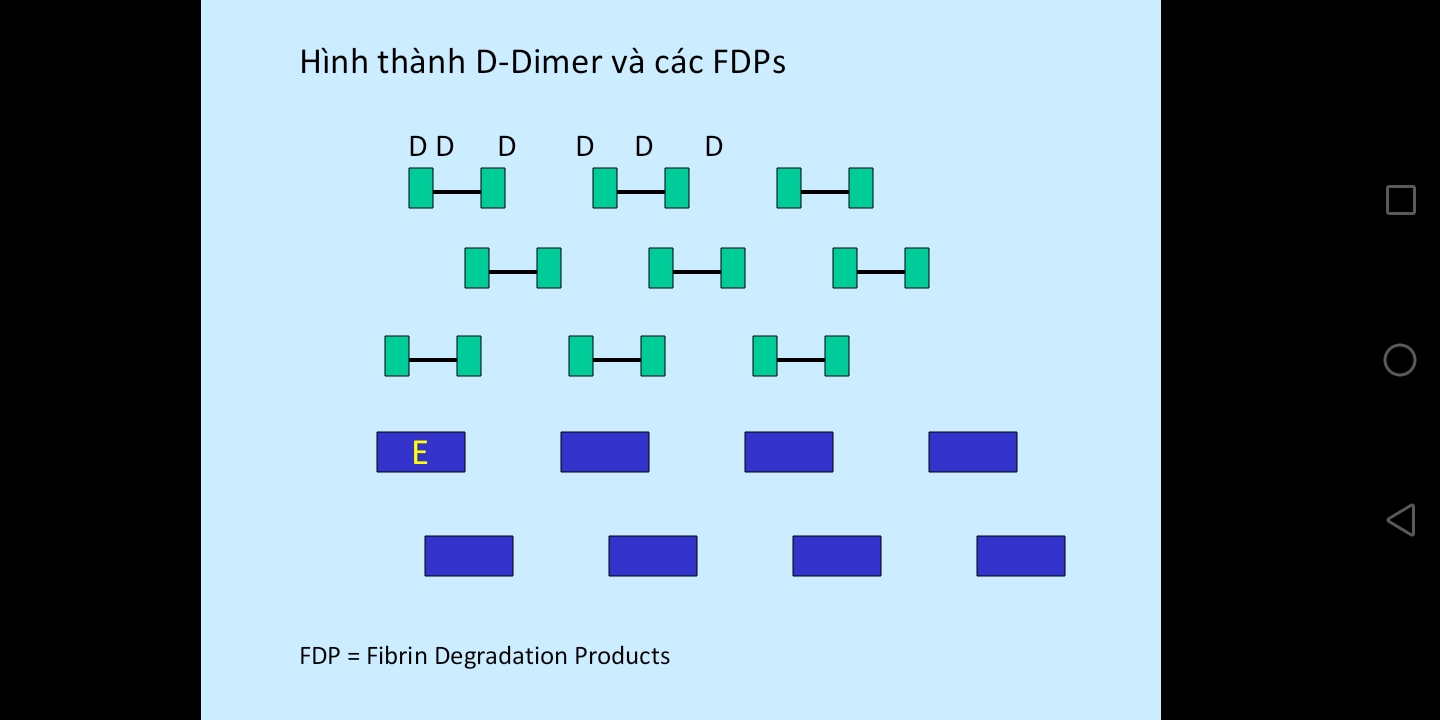 Hình thành D-Dimer và các FDPs
D D D D D D
E
FDP = Fibrin Degradation Products